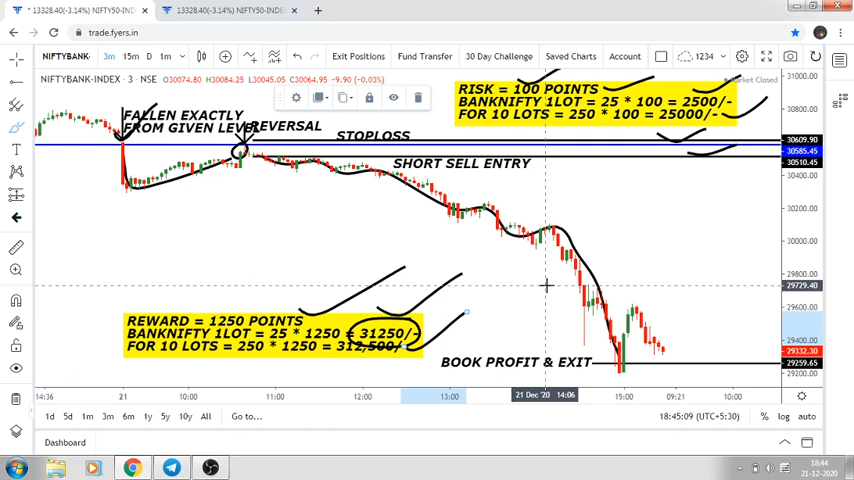 * 13328.40(-3.14%) NIFTY50-INDE
13328.40(-3.14%) NIFTY50-INDE
trade.fyers.in
NIFTYBANK- 3m 15m D 1m Exit Positions Fund Transfer 30 Day Challenge Saved Charts Account 1234
NIFTYBANK-INDEX • 3 • NSE O30074.80 H30084.25 L30045.05 C30064.95 -9.90 (-0.03%)
Market Closed
RISK = 100 POINTS
BANKNIFTY 1LOT = 25 * 100 = 2500/-
FOR 10 LOTS = 250 * 100 = 25000/-
FALLEN EXACTLY
FROM GIVEN LEVEL
REVERSAL
STOPLOSS
SHORT SELL ENTRY
31000.00
30800.00
30609.90
30585.45
30510.45
30400.00
30200.00
30000.00
29800.00
29729.40
29600.00
29400.00
29332.30
29259.65
29200.00
REWARD = 1250 POINTS
BANKNIFTY 1LOT = 25 * 1250 = 31250/-
FOR 10 LOTS = 250 * 1250 = 312,500/-
BOOK PROFIT & EXIT
14:36 21 10:00 11:00 12:00 13:00 21 Dec '20 14:06 15:00 09:21 10:00
1d 5d 1m 3m 6m 1y 5y 10y All Go to... 18:45:09 (UTC+5:30) % log auto
Dashboard
18:44
21-12-2020